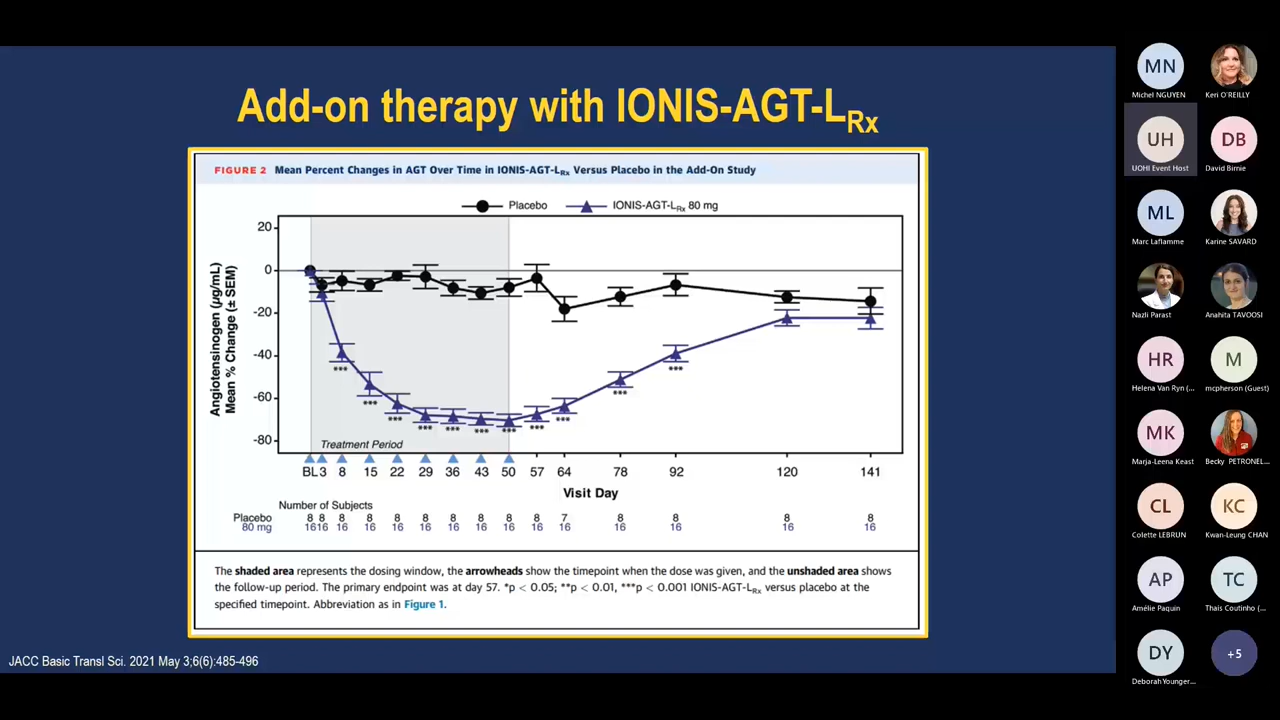 Add-on therapy with IONIS-AGT-LRx
FIGURE 2 Mean Percent Changes in AGT Over Time in IONIS-AGT-LRx Versus Placebo in the Add-On Study
Placebo
IONIS-AGT-LRx 80 mg
Angiotensinogen (µg/mL)
Mean % Change (± SEM)
20
0
-20
-40
-60
-80
***
***
***
***
***
***
***
***
***
***
***
Treatment Period
BL 3 8 15 22 29 36 43 50 57 64 78 92 120 141
Visit Day
Number of Subjects
Placebo 8 8 8 8 8 8 8 8 8 8 7 8 8 8 8
80 mg 16 16 16 16 16 16 16 16 16 16 16 16 16 16 16
The shaded area represents the dosing window, the arrowheads show the timepoint when the dose was given, and the unshaded area shows
the follow-up period. The primary endpoint was at day 57. *p < 0.05; **p < 0.01, ***p < 0.001 IONIS-AGT-LRx versus placebo at the
specified timepoint. Abbreviation as in Figure 1.
JACC Basic Transl Sci. 2021 May 3;6(6):485-496
MN
Michel NGUYEN
Keri O'REILLY
UH
UOHI Event Host
DB
David Birnie
ML
Marc Laflamme
Karine SAVARD
Nazli Parast
Anahita TAVOOSI
HR
Helena Van Ryn (...
M
mcpherson (Guest)
MK
Marja-Leena Keast
Becky PETRONEL...
CL
Colette LEBRUN
KC
Kwan-Leung CHAN
AP
Amélie Paquin
TC
Thais Coutinho (...
DY
Deborah Younger...
+5